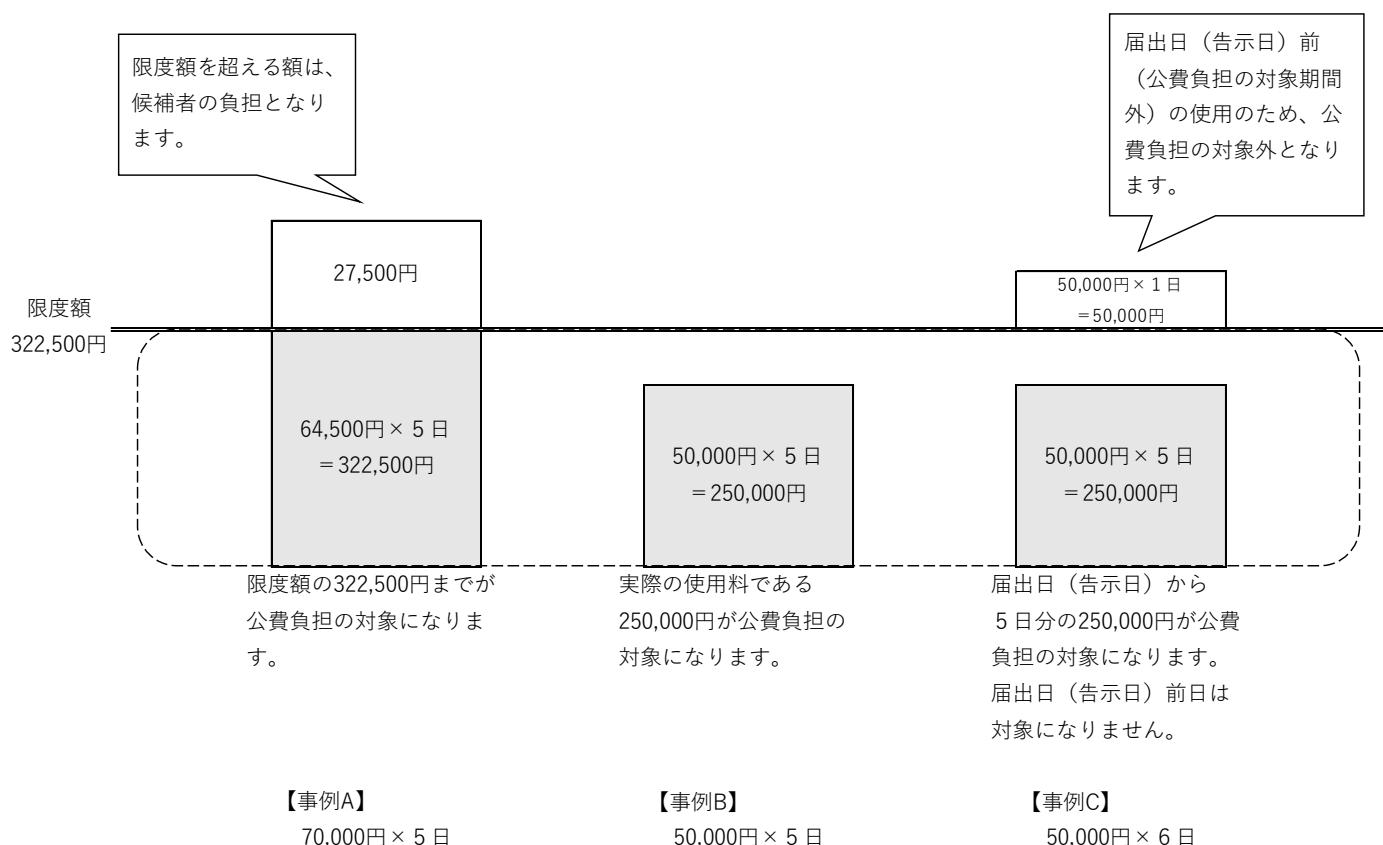 限度額を超える額は、
候補者の負担となり
ます。
届出日（告示日）前
（公費負担の対象期間
外）の使用のため、公
費負担の対象外となり
ます。
27,500円
50,000円×１日
＝50,000円
限度額
322,500円
64,500円×５日
＝322,500円
50,000円×５日
＝250,000円
50,000円×５日
＝250,000円
限度額の322,500円までが
公費負担の対象になりま
す。
実際の使用料である
250,000円が公費負担の
対象になります。
届出日（告示日）から
５日分の250,000円が公費
負担の対象になります。
届出日（告示日）前日は
対象になりません。
【事例A】
70,000円×５日
【事例B】
50,000円×５日
【事例C】
50,000円×６日